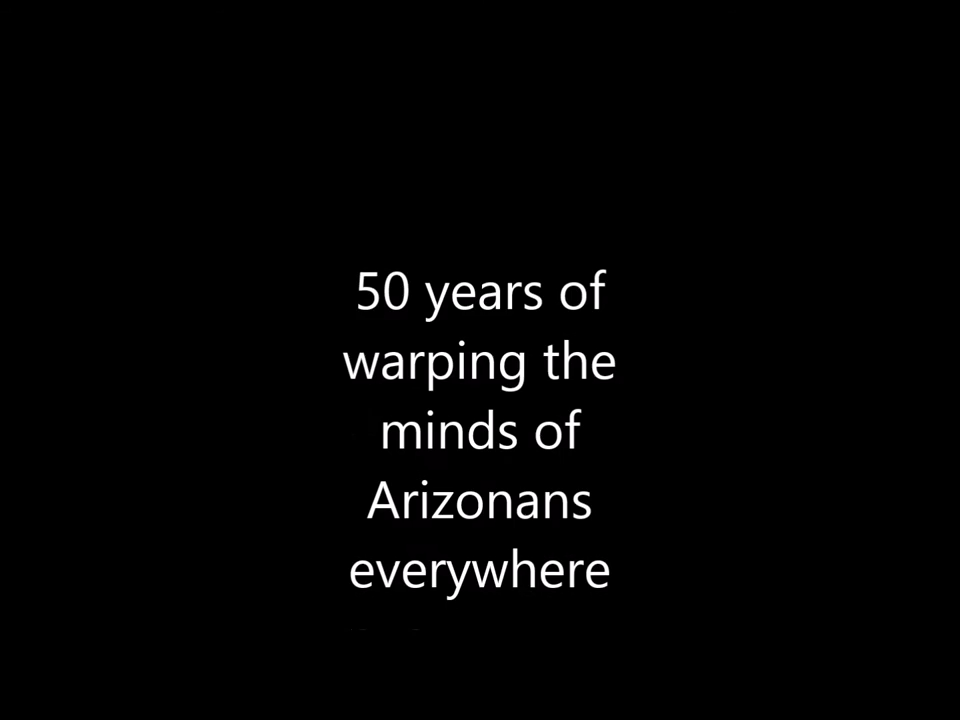 50 years of
warping the
minds of
Arizonans
everywhere